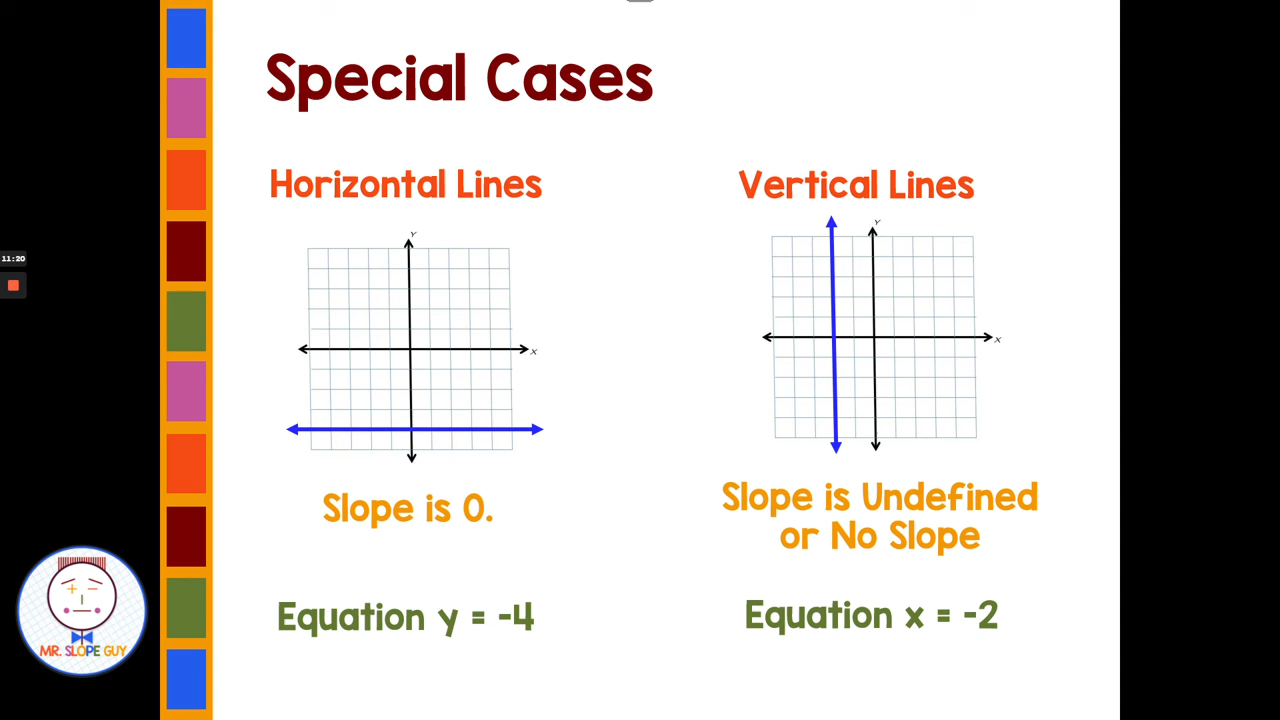 Special Cases
Horizontal Lines
Vertical Lines
Y
X
Y
X
11:20
Slope is 0.
Slope is Undefined
or No Slope
Equation y = -4
Equation x = -2
MR. SLOPE GUY